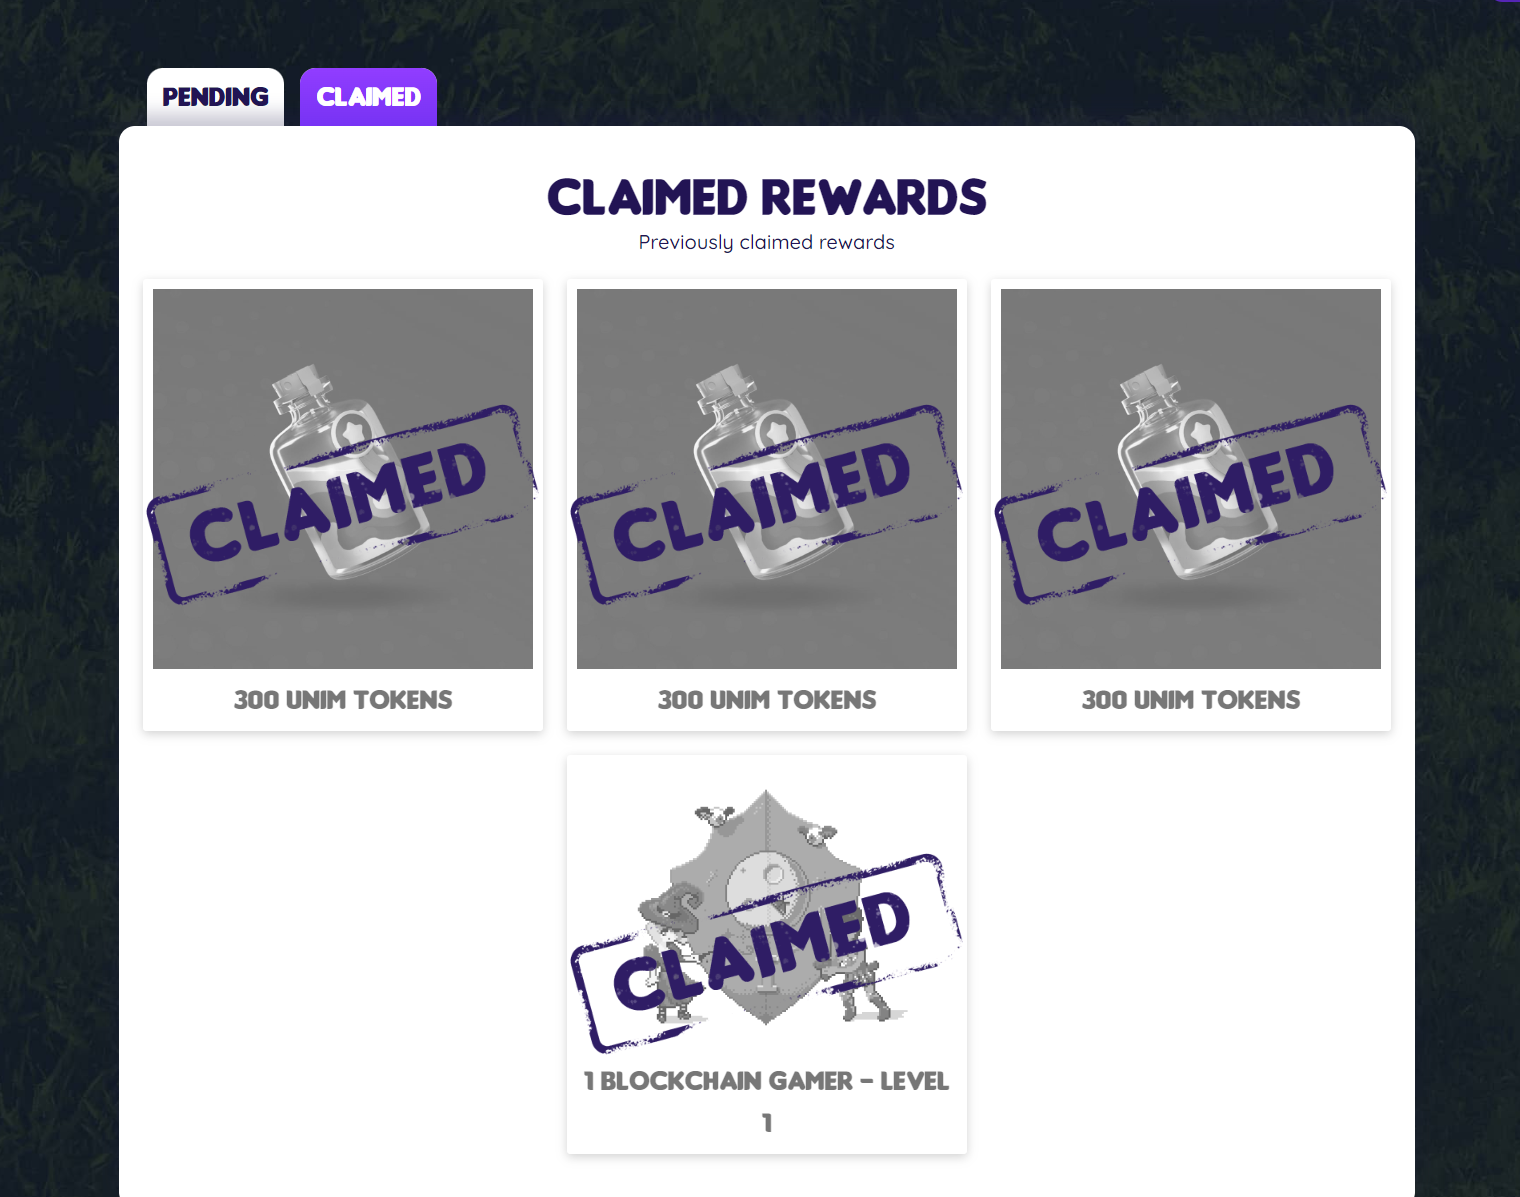 PENDING
CLAIMED
CLAIMED REWARDS
Previously claimed rewards
CLAIMED
CLAIMED
CLAIMED
300 UNIM TOKENS
300 UNIM TOKENS
300 UNIM TOKENS
CLAIMED
1 BLOCKCHAIN GAMER – LEVEL
1